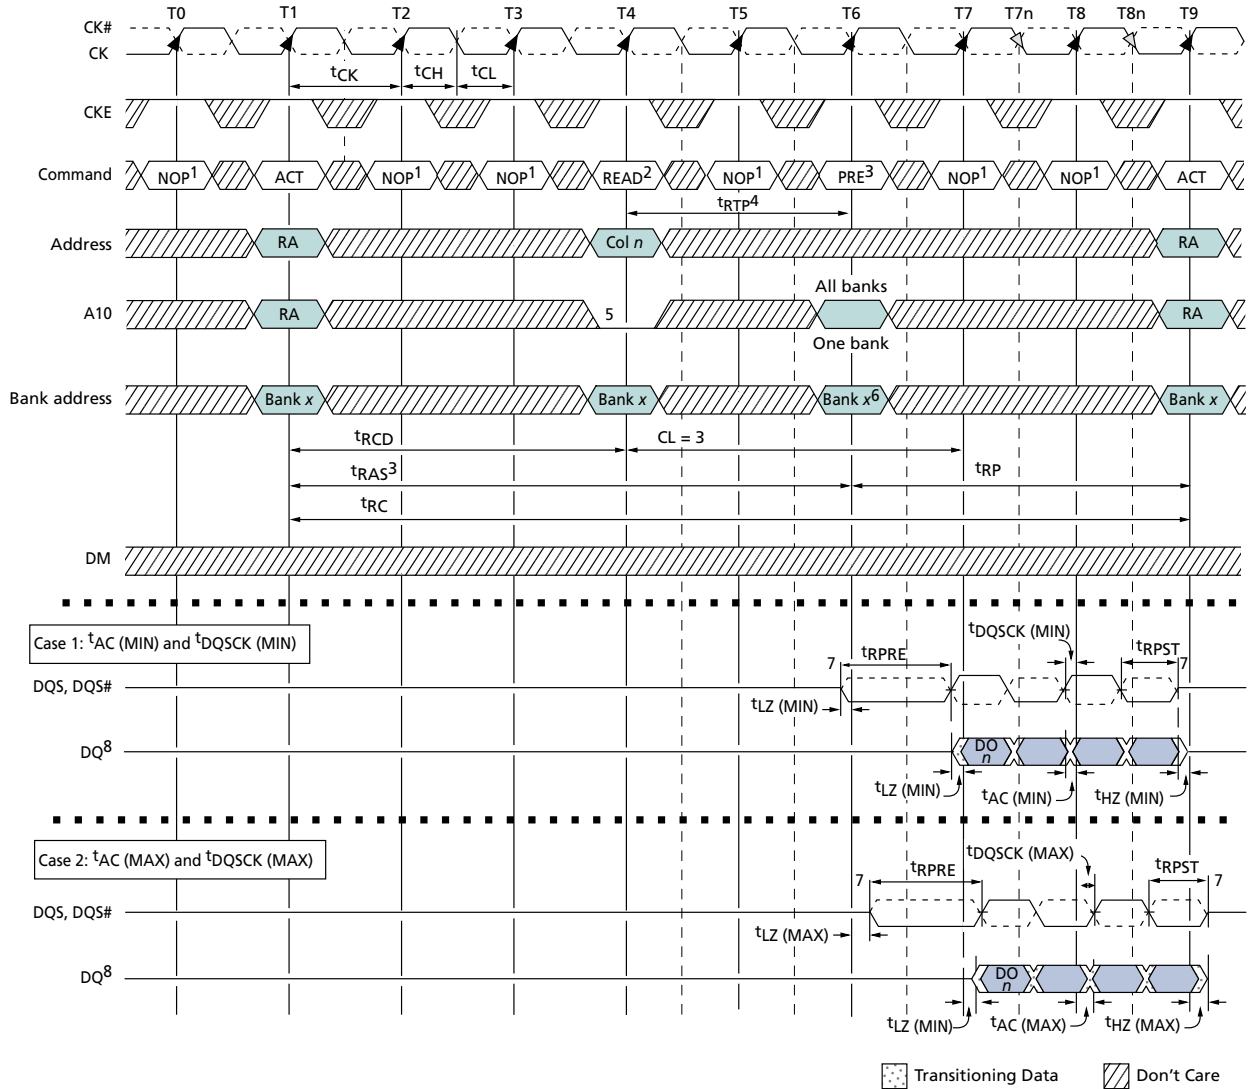 T0 T1 T2 T3 T4 T5 T6 T7 T7n T8 T8n T9
CK#
CK
tCK tCH tCL
CKE
Command NOP1 ACT NOP1 NOP1 READ2 NOP1 PRE3 NOP1 NOP1 ACT
tRTP4
Address RA Col n RA
All banks
A10 RA 5 RA
One bank
Bank address Bank x Bank x Bank x6 Bank x
tRCD CL = 3
tRAS3 tRP
tRC
DM
Case 1: tAC (MIN) and tDQSCK (MIN)
tDQSCK (MIN)
7 tRPRE tRPST 7
DQS, DQS#
tLZ (MIN)
DQ8 DO n
tLZ (MIN) tAC (MIN) tHZ (MIN)
Case 2: tAC (MAX) and tDQSCK (MAX)
tDQSCK (MAX)
7 tRPRE tRPST 7
DQS, DQS#
tLZ (MAX)
DQ8 DO n
tLZ (MIN) tAC (MAX) tHZ (MAX)
Transitioning Data Don't Care